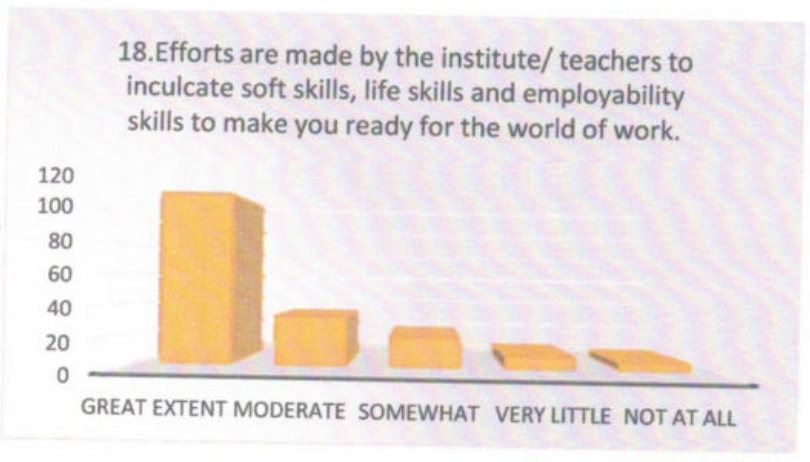 18.Efforts are made by the institute/ teachers to
inculcate soft skills, life skills and employability
skills to make you ready for the world of work.
120
100
80
60
40
20
0
GREAT EXTENT MODERATE SOMEWHAT VERY LITTLE NOT AT ALL